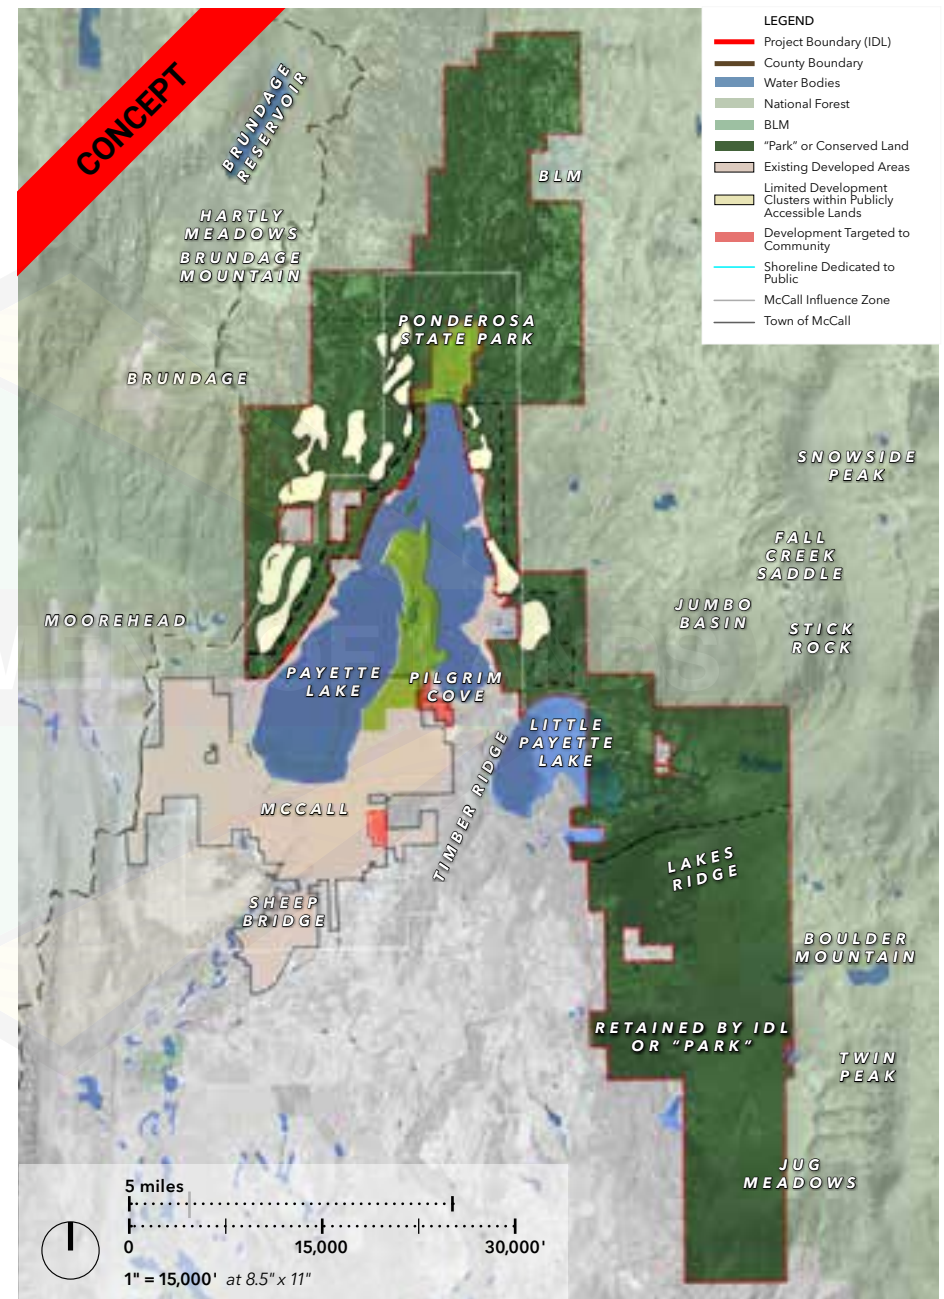 CONCEPT
LEGEND
Project Boundary (IDL)
County Boundary
Water Bodies
National Forest
BLM
"Park" or Conserved Land
Existing Developed Areas
Limited Development
Clusters within Publicly
Accessible Lands
Development Targeted to
Community
Shoreline Dedicated to
Public
McCall Influence Zone
Town of McCall
BRUNDAGE
RESERVOIR
BLM
HARTLY
MEADOWS
BRUNDAGE
MOUNTAIN
PONDEROSA
STATE PARK
BRUNDAGE
SNOWSIDE
PEAK
FALL
CREEK
SADDLE
JUMBO
BASIN
STICK
ROCK
MOOREHEAD
PAYETTE
LAKE
PILGRIM
COVE
LITTLE
PAYETTE
LAKE
TIMBER RIDGE
MCCALL
LAKES
RIDGE
SHEEP
BRIDGE
BOULDER
MOUNTAIN
RETAINED BY IDL
OR "PARK"
TWIN
PEAK
JUG
MEADOWS
5 miles
0 15,000 30,000'
1" = 15,000' at 8.5" x 11"